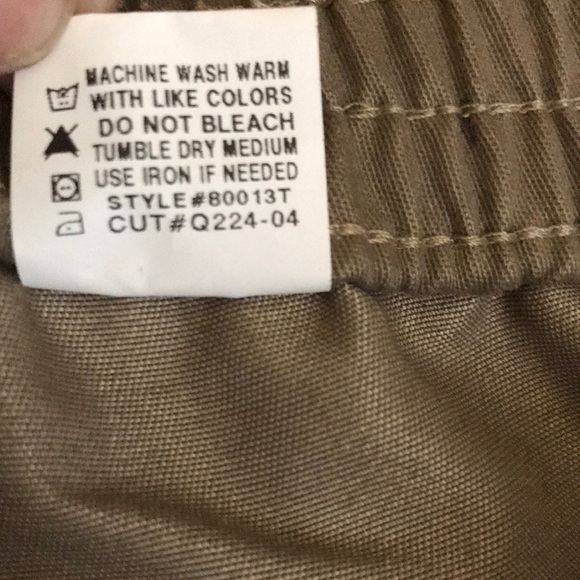 MACHINE WASH WARM
WITH LIKE COLORS
DO NOT BLEACH
TUMBLE DRY MEDIUM
USE IRON IF NEEDED
STYLE#80013T
CUT#Q224-04